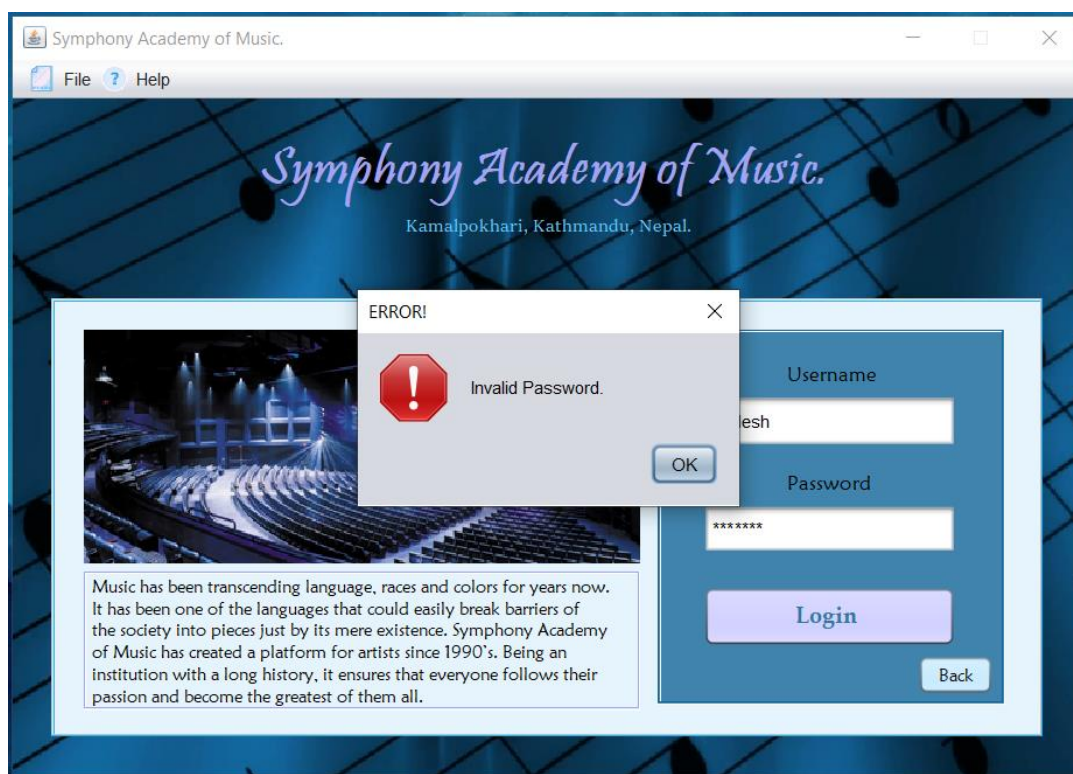 Symphony Academy of Music.
File ? Help
Symphony Academy of Music.
Kamalpokhari, Kathmandu, Nepal.
ERROR!
Invalid Password.
OK
Username
Password
*******
Login
Back
Music has been transcending language, races and colors for years now.
It has been one of the languages that could easily break barriers of
the society into pieces just by its mere existence. Symphony Academy
of Music has created a platform for artists since 1990's. Being an
institution with a long history, it ensures that everyone follows their
passion and become the greatest of them all.